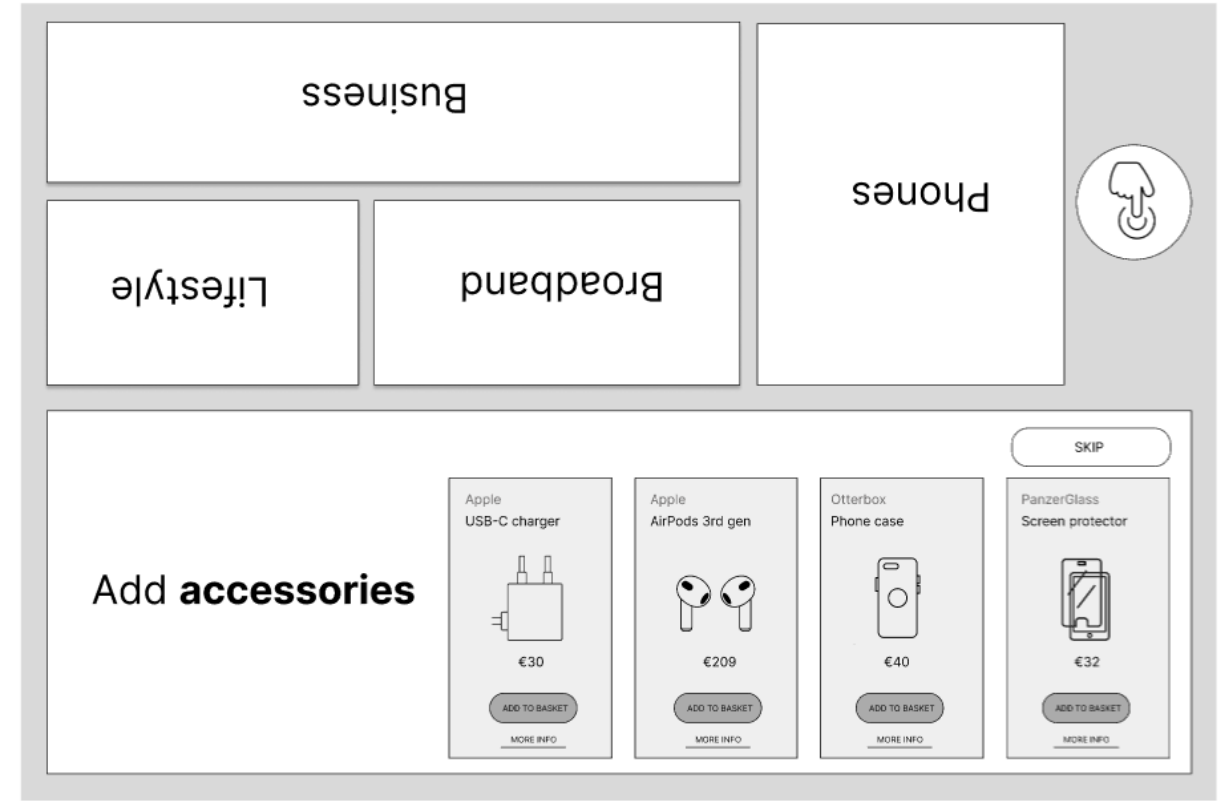 Business
Phones
Lifestyle
Broadband
SKIP
Add accessories
Apple
USB-C charger
€30
ADD TO BASKET
MORE INFO
Apple
AirPods 3rd gen
€209
ADD TO BASKET
MORE INFO
Otterbox
Phone case
€40
ADD TO BASKET
MORE INFO
PanzerGlass
Screen protector
€32
ADD TO BASKET
MORE INFO